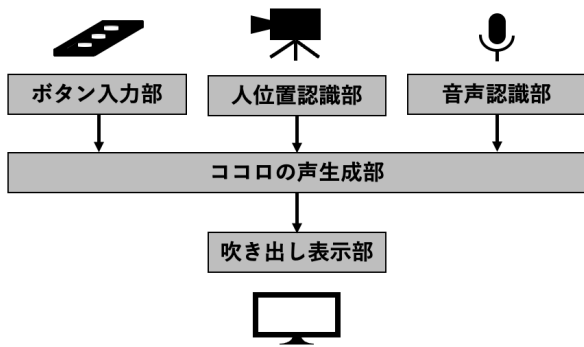 ボタン入力部
人位置認識部
音声認識部
ココロの声生成部
吹き出し表示部